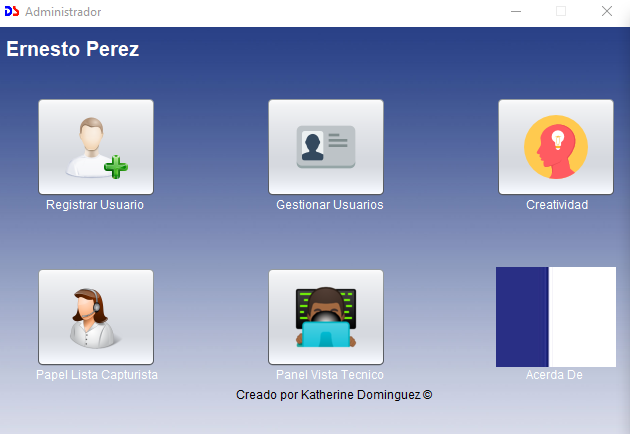 DS Administrador
Ernesto Perez
Registrar Usuario
Gestionar Usuarios
Creatividad
Papel Lista Capturista
Panel Vista Tecnico
Acerda De
Creado por Katherine Dominguez ©